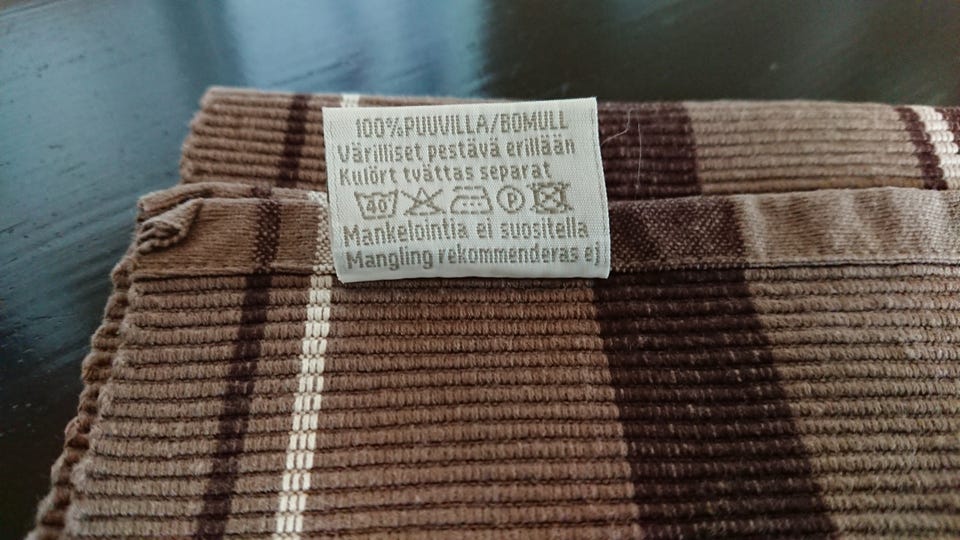 100%PUUVILLA/BOMULL
Värilliset pestävä erillään
Kulört tvättas separat
40 P
Mankelointia ei suositella
Mangling rekommenderas ej